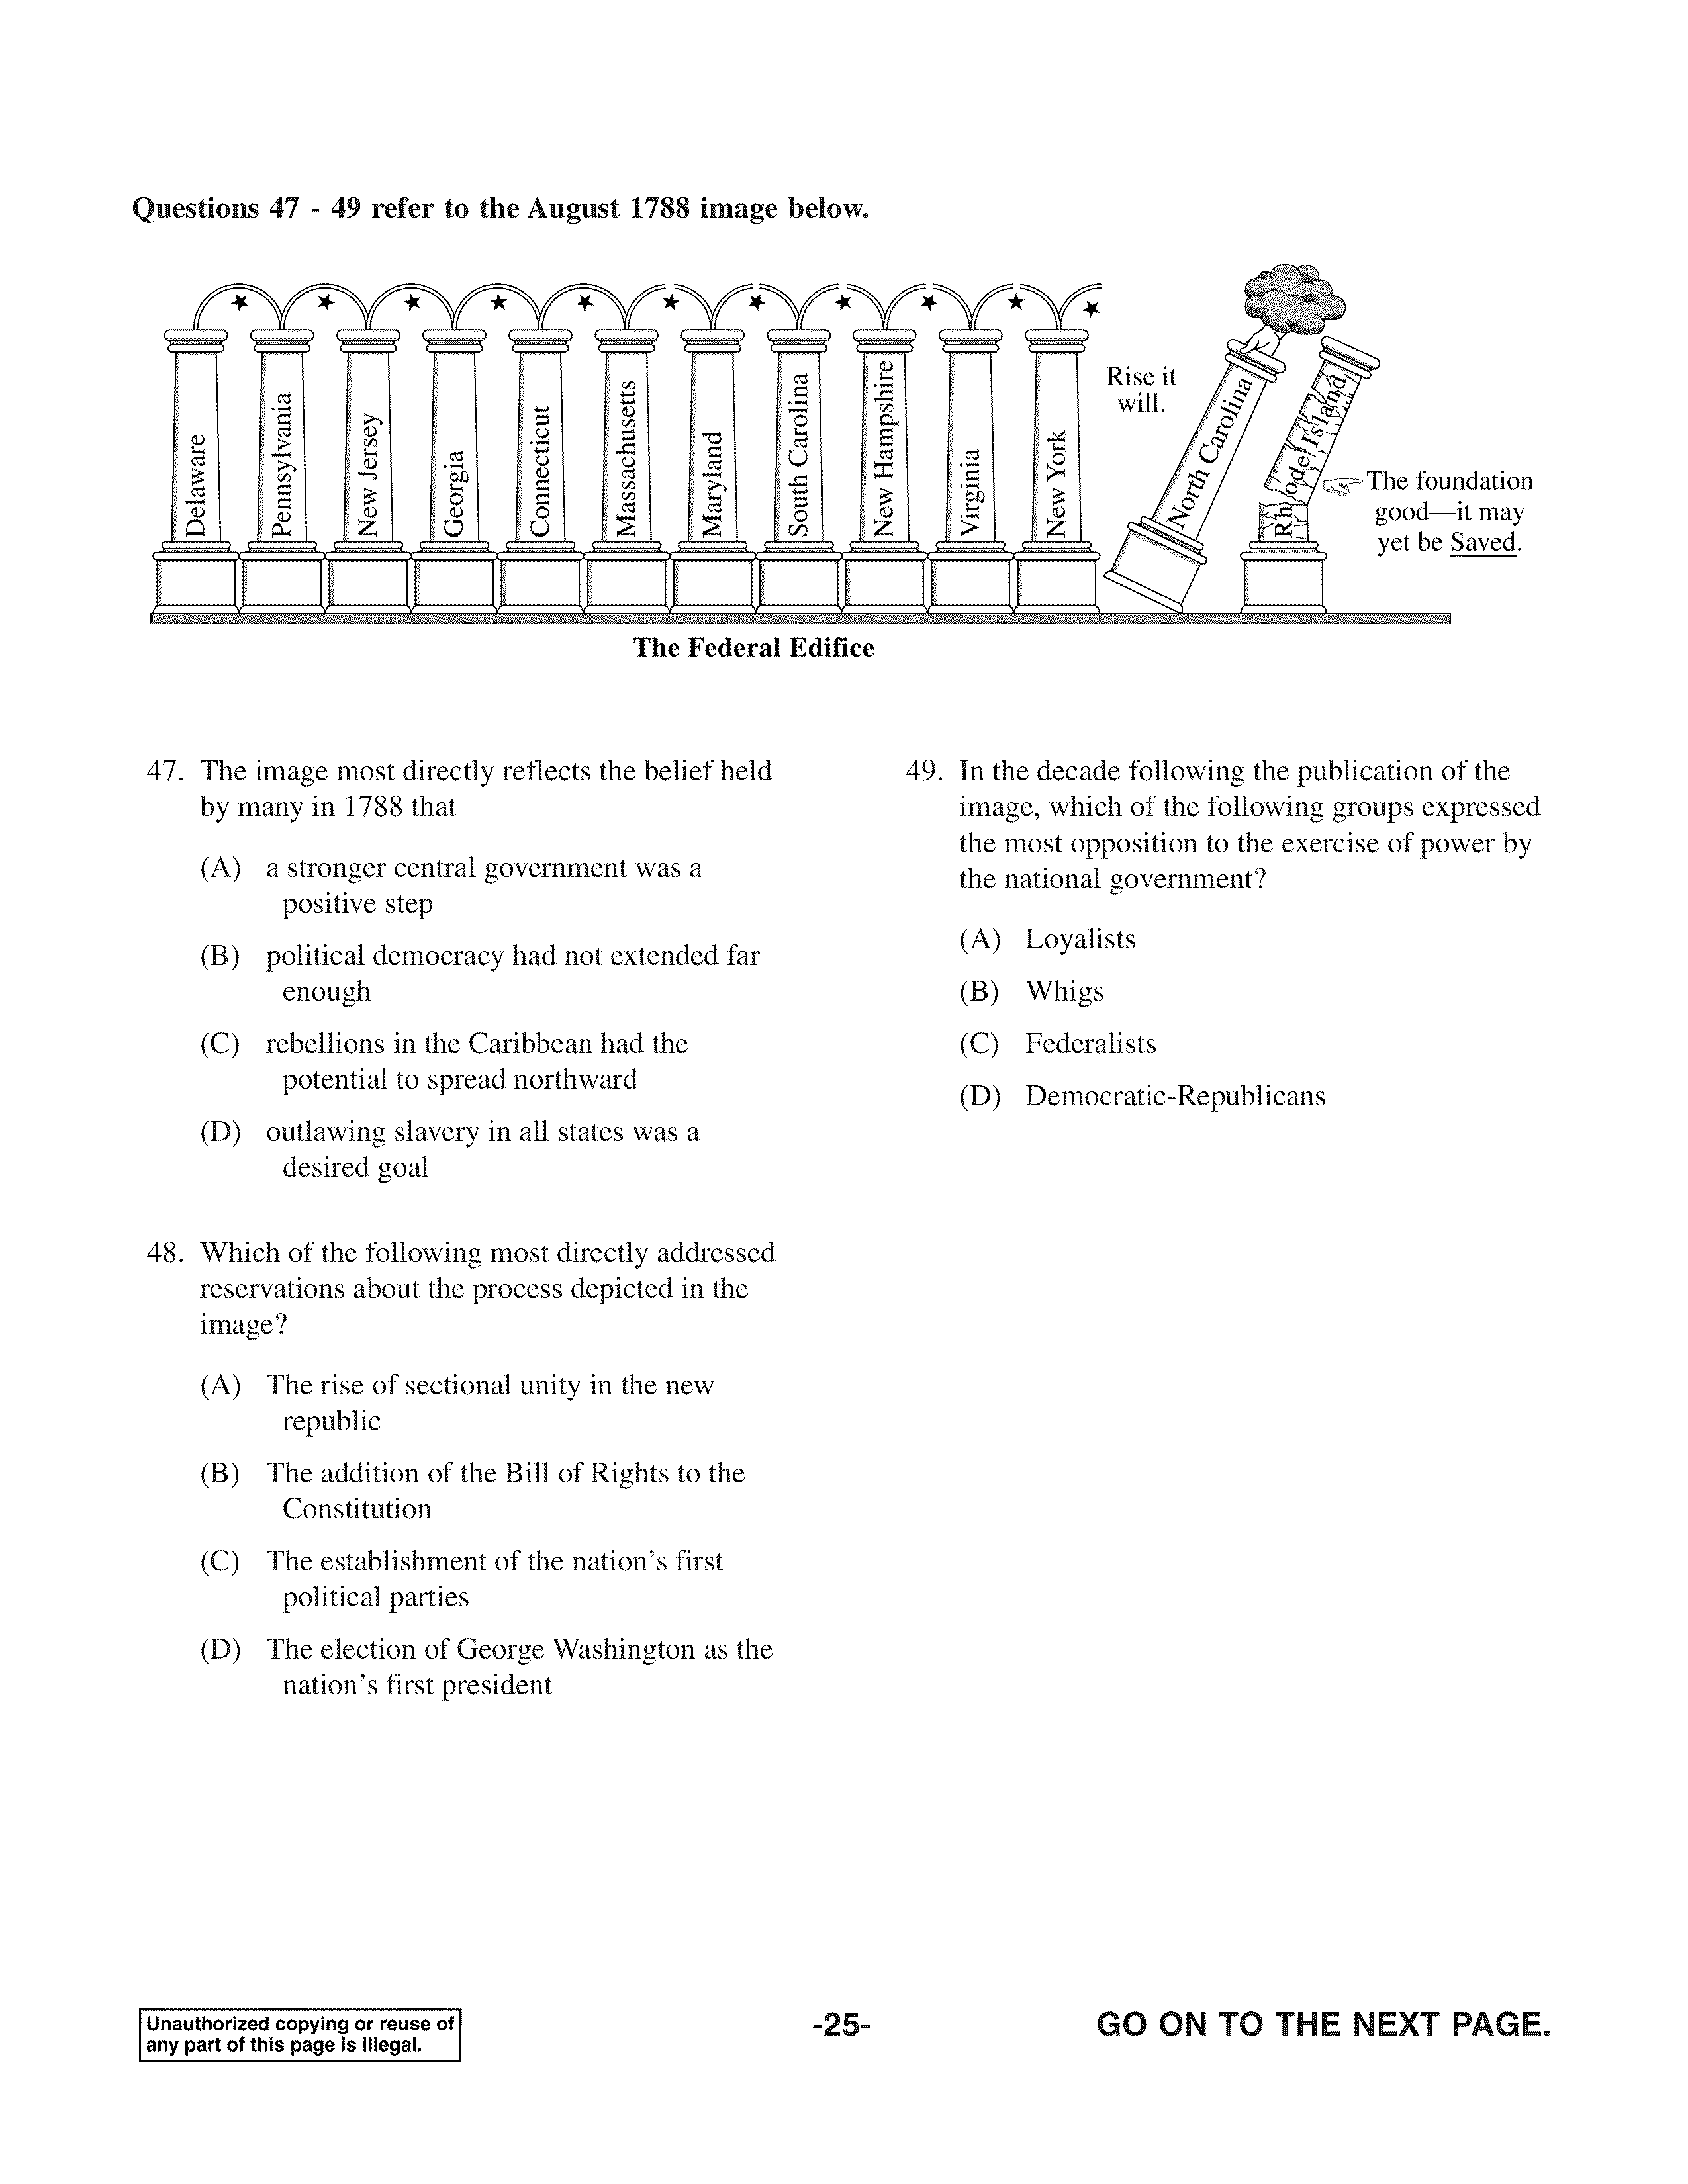 Questions 47 - 49 refer to the August 1788 image below.
Delaware
Pennsylvania
New Jersey
Georgia
Connecticut
Massachusetts
Maryland
South Carolina
New Hampshire
Virginia
New York
Rise it
will.
North Carolina
Rhode Island
The foundation
good—it may
yet be Saved.
The Federal Edifice
47. The image most directly reflects the belief held
by many in 1788 that
(A) a stronger central government was a
positive step
(B) political democracy had not extended far
enough
(C) rebellions in the Caribbean had the
potential to spread northward
(D) outlawing slavery in all states was a
desired goal
48. Which of the following most directly addressed
reservations about the process depicted in the
image?
(A) The rise of sectional unity in the new
republic
(B) The addition of the Bill of Rights to the
Constitution
(C) The establishment of the nation's first
political parties
(D) The election of George Washington as the
nation's first president
49. In the decade following the publication of the
image, which of the following groups expressed
the most opposition to the exercise of power by
the national government?
(A) Loyalists
(B) Whigs
(C) Federalists
(D) Democratic-Republicans
Unauthorized copying or reuse of
any part of this page is illegal.
-25-
GO ON TO THE NEXT PAGE.